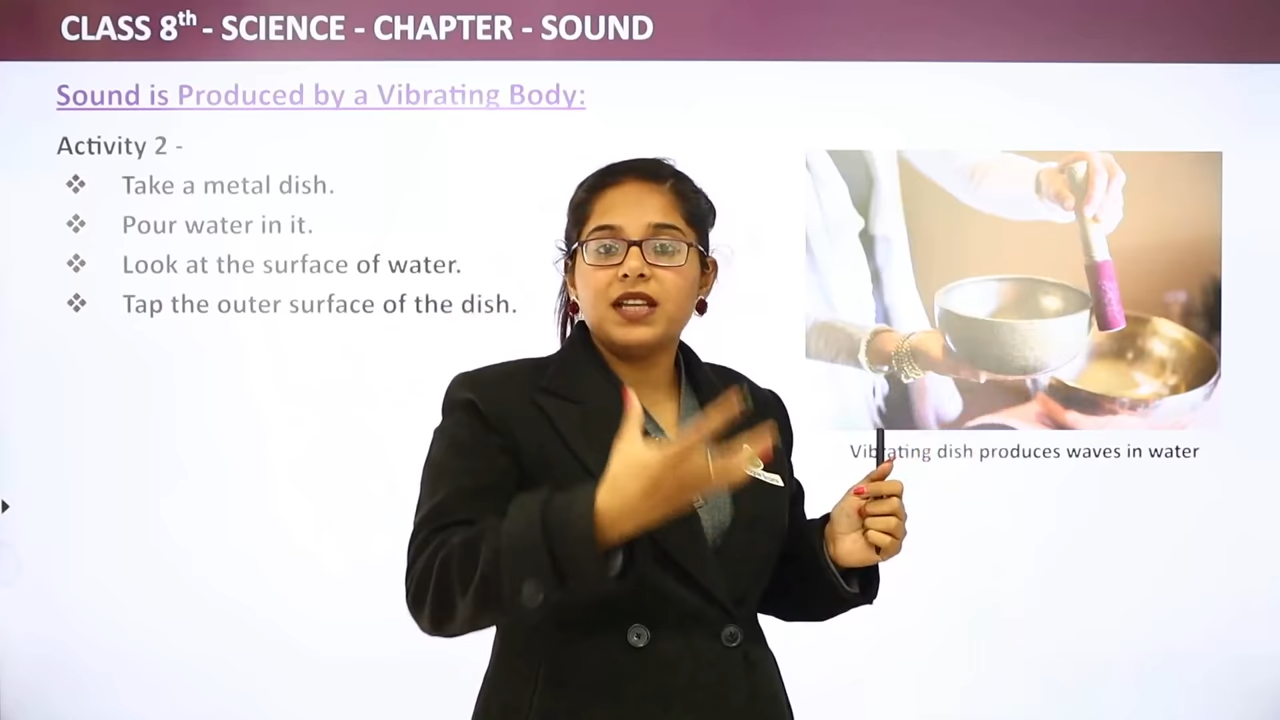 CLASS 8th - SCIENCE - CHAPTER - SOUND
Sound is Produced by a Vibrating Body:
Activity 2 -
❖ Take a metal dish.
❖ Pour water in it.
❖ Look at the surface of water.
❖ Tap the outer surface of the dish.
Vibrating dish produces waves in water